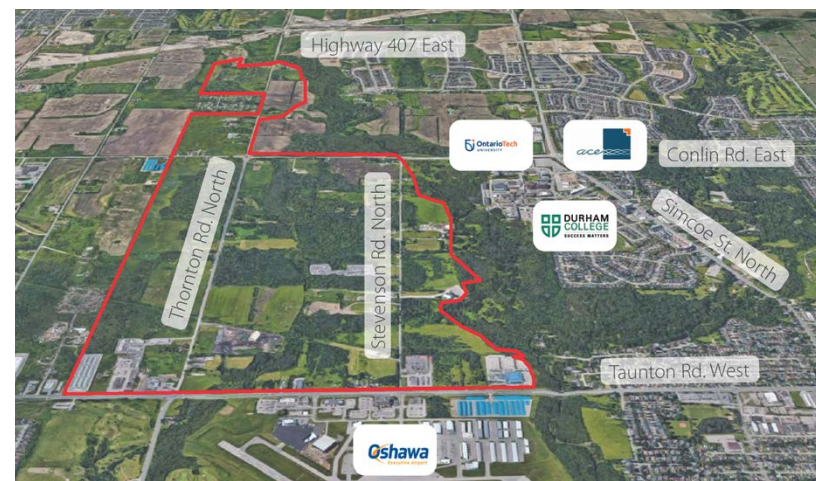 Highway 407 East
OntarioTech
UNIVERSITY
ace
Conlin Rd. East
DURHAM
COLLEGE
SUCCESS MATTERS
Simcoe St. North
Thornton Rd. North
Stevenson Rd. North
Taunton Rd. West
Oshawa
Executive Airport